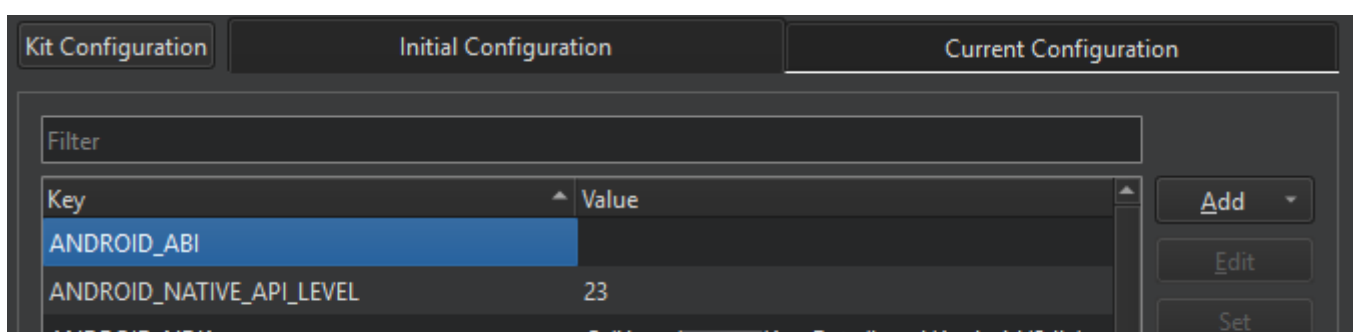 Kit Configuration
Initial Configuration
Current Configuration
Filter
Key Value
Add
ANDROID_ABI
Edit
ANDROID_NATIVE_API_LEVEL 23
Set